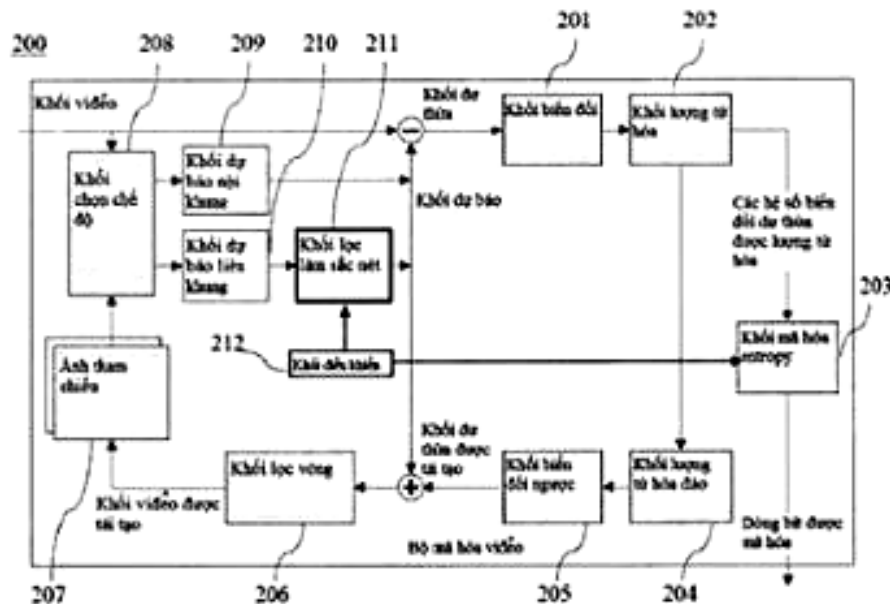 200
208
209
210
211
201
202
Khối video
Khối dư
thừa
Khối biến đổi
Khối lượng tử
hóa
Khối
chọn chế
độ
Khối dự
báo nội
khung
Khối dự báo
Khối dự
báo liên
khung
Khối lọc
làm sắc nét
Các hệ số biến
đổi dư thừa
được lượng tử
hóa
203
212
Khối điều khiển
Khối mã hóa
entropy
Ảnh tham
chiếu
Khối dư
thừa được
tái tạo
Khối lọc vòng
Khối biến
đổi ngược
Khối lượng
tử hóa đảo
Khối video được
tái tạo
Bộ mã hóa video
Dòng bit được
mã hóa
207
206
205
204